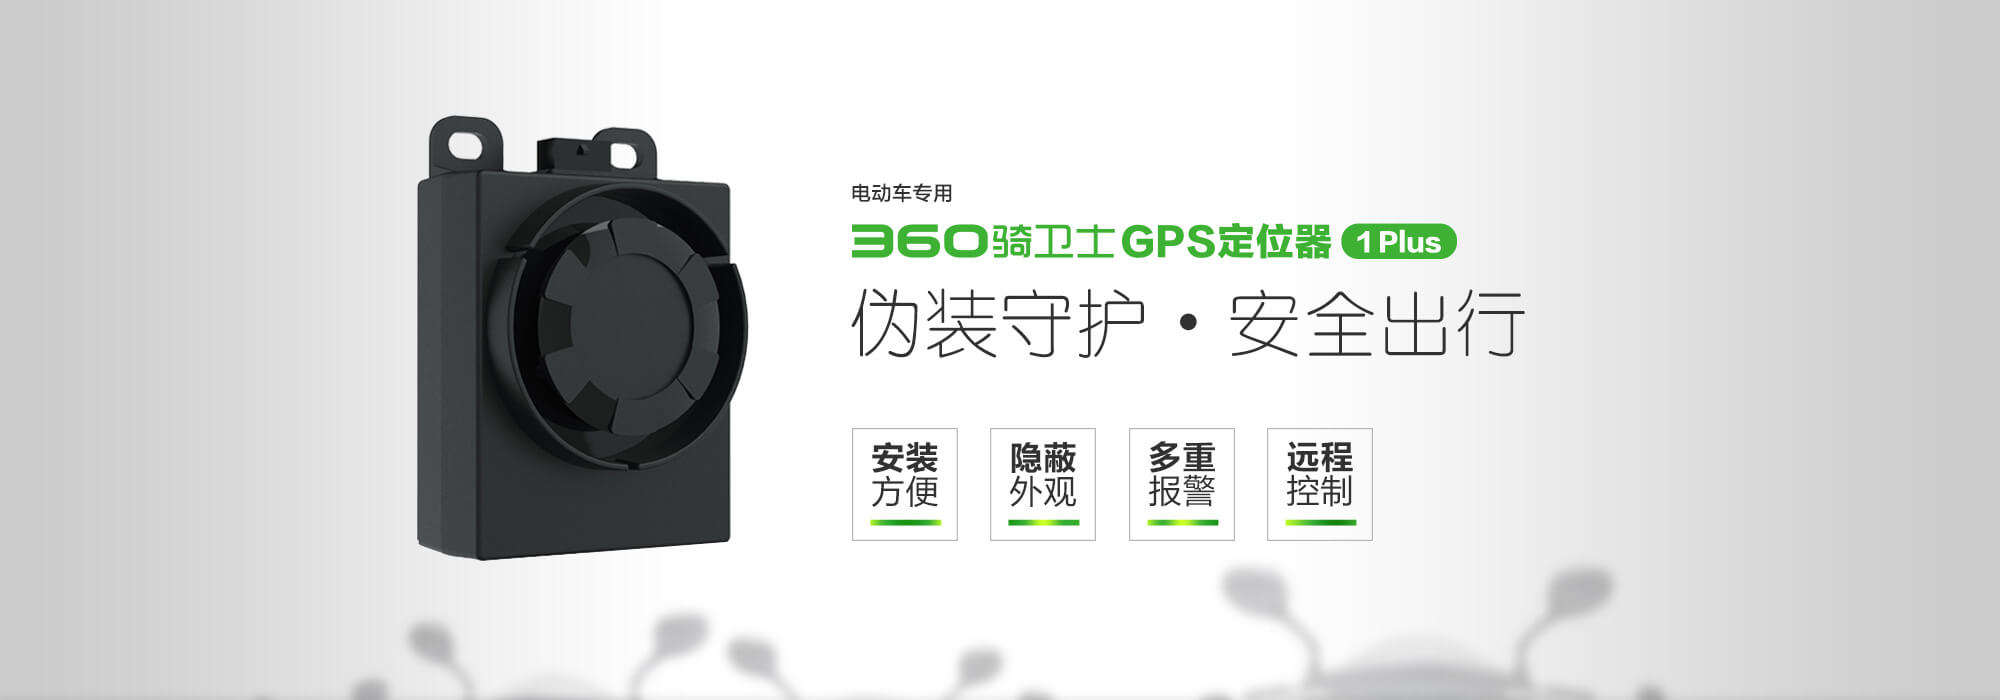 电动车专用
360骑卫士GPS定位器 1 Plus
伪装守护·安全出行
安装
方便
隐蔽
外观
多重
报警
远程
控制